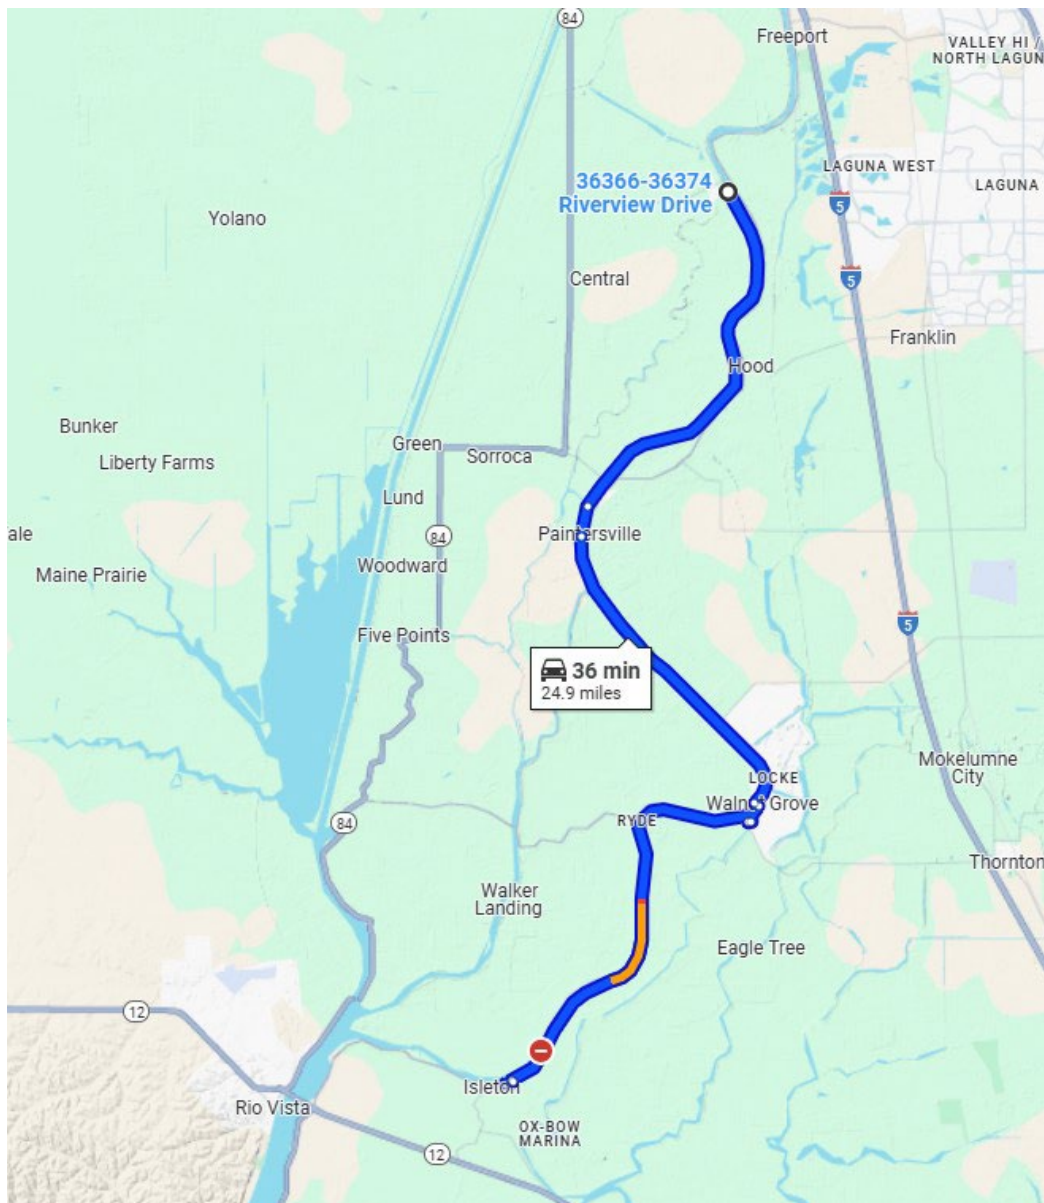 84
Freeport
VALLEY HI /
NORTH LAGUN
LAGUNA WEST
LAGUNA
36366-36374
Riverview Drive
5
Yolano
Central
5
Franklin
Hood
Bunker
Green
Sorroca
Liberty Farms
Lund
84
Paintersville
ale
Woodward
Maine Prairie
5
Five Points
36 min
24.9 miles
Mokelumne
City
LOCKE
Walnut Grove
RYDE
84
Thornton
Walker
Landing
Eagle Tree
12
Isleton
Rio Vista
OX-BOW
MARINA
12